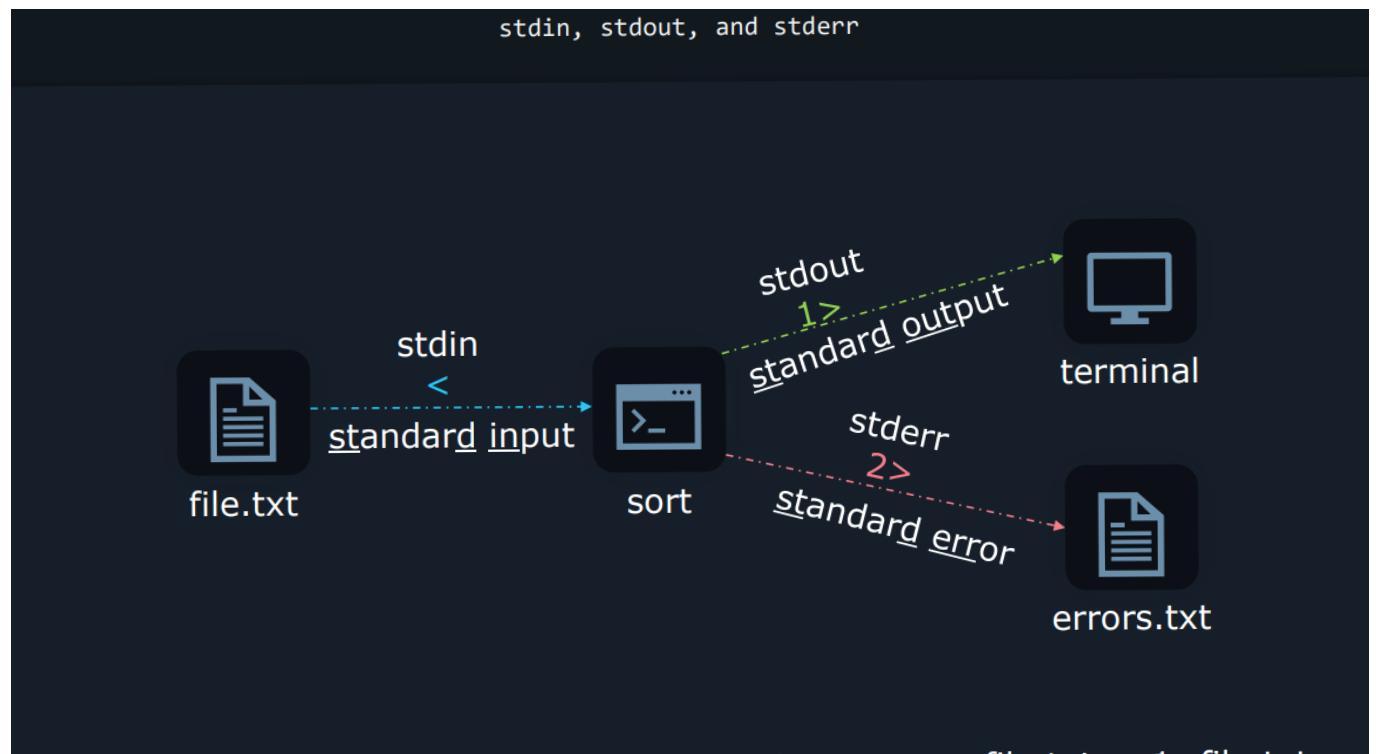 stdin, stdout, and stderr
stdin
<
standard input
file.txt
sort
stdout
1>
standard output
terminal
stderr
2>
standard error
errors.txt